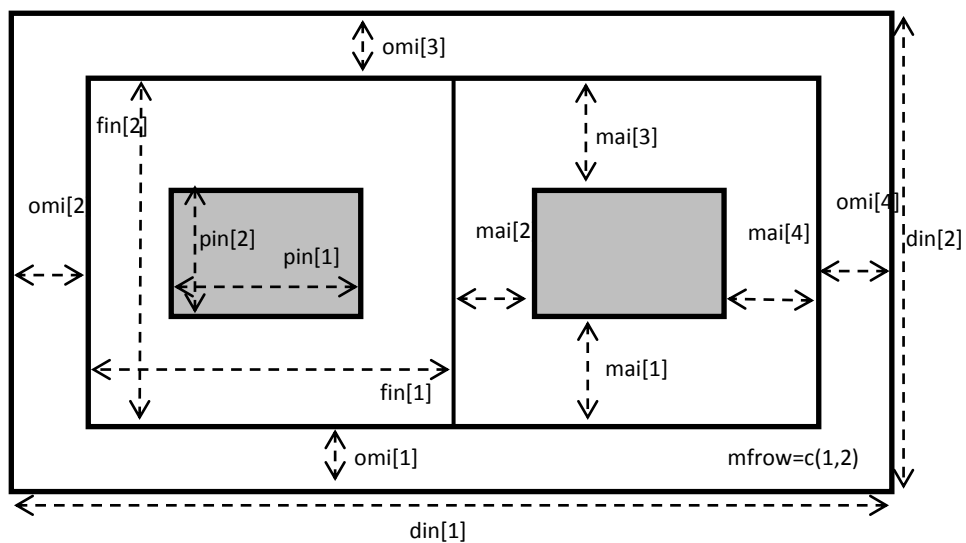 omi[3]
fin[2]
mai[3]
omi[2
omi[4]
pin[2]
mai[2
mai[4]
din[2]
pin[1]
mai[1]
fin[1]
omi[1]
mfrow=c(1,2)
din[1]